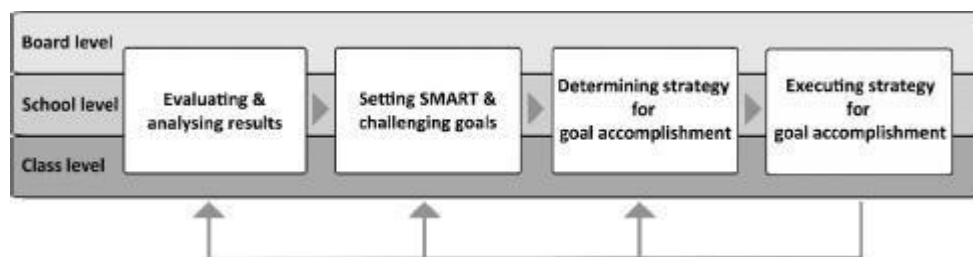 Board level
School level
Class level
Evaluating &
analysing results
Setting SMART &
challenging goals
Determining strategy
for
goal accomplishment
Executing strategy
for
goal accomplishment